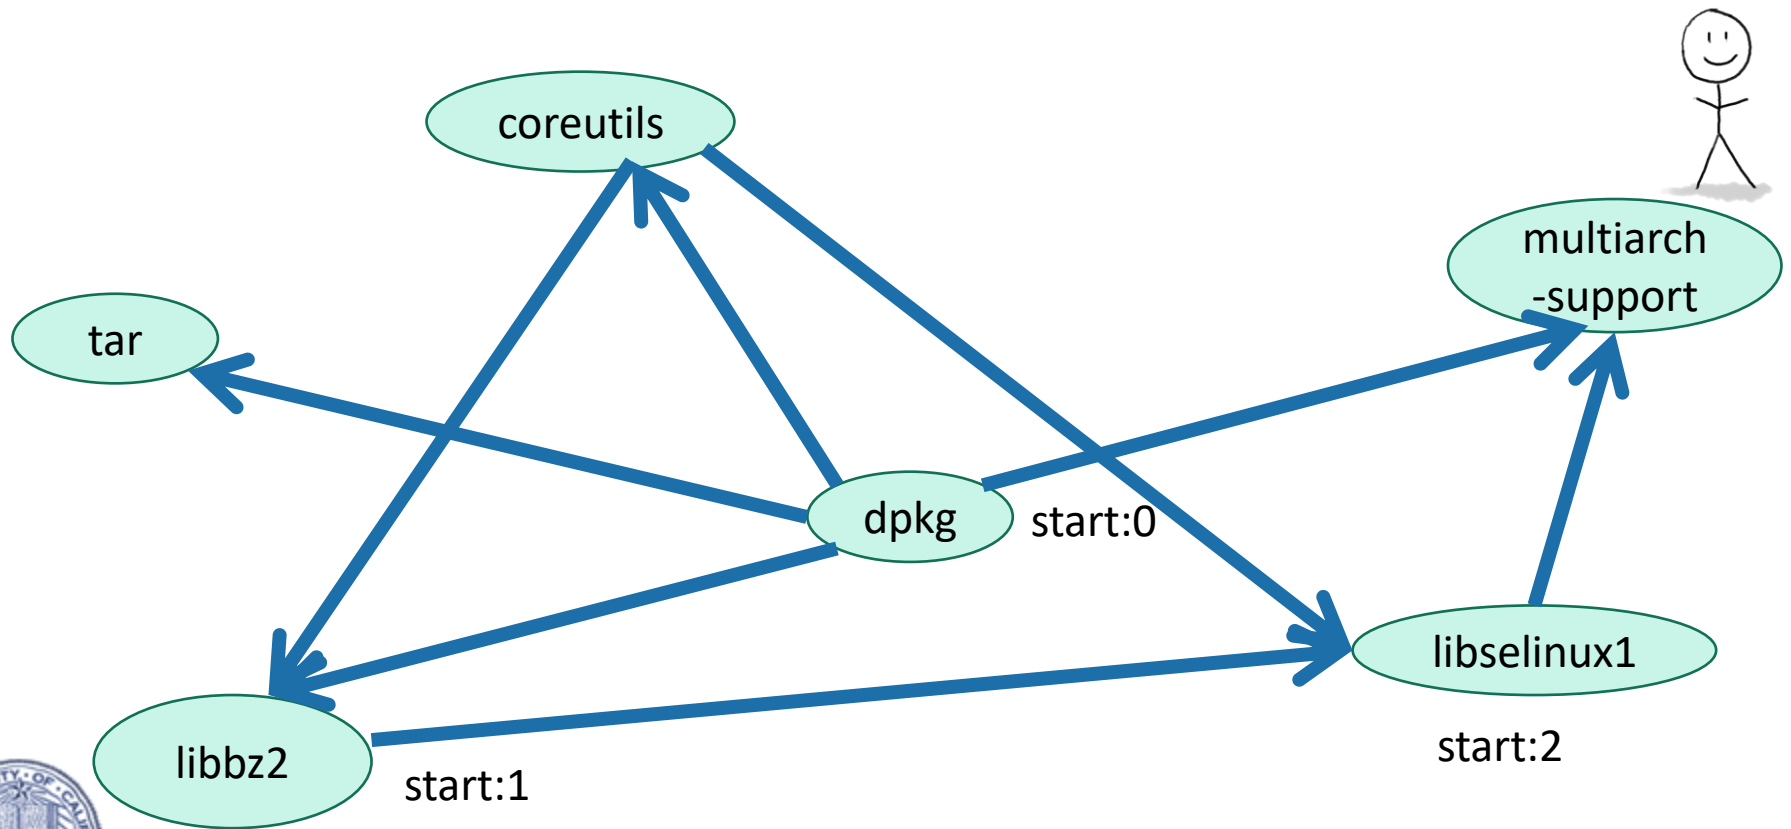 coreutils
multiarch
-support
tar
dpkg
start:0
libselinux1
start:2
libbz2
start:1